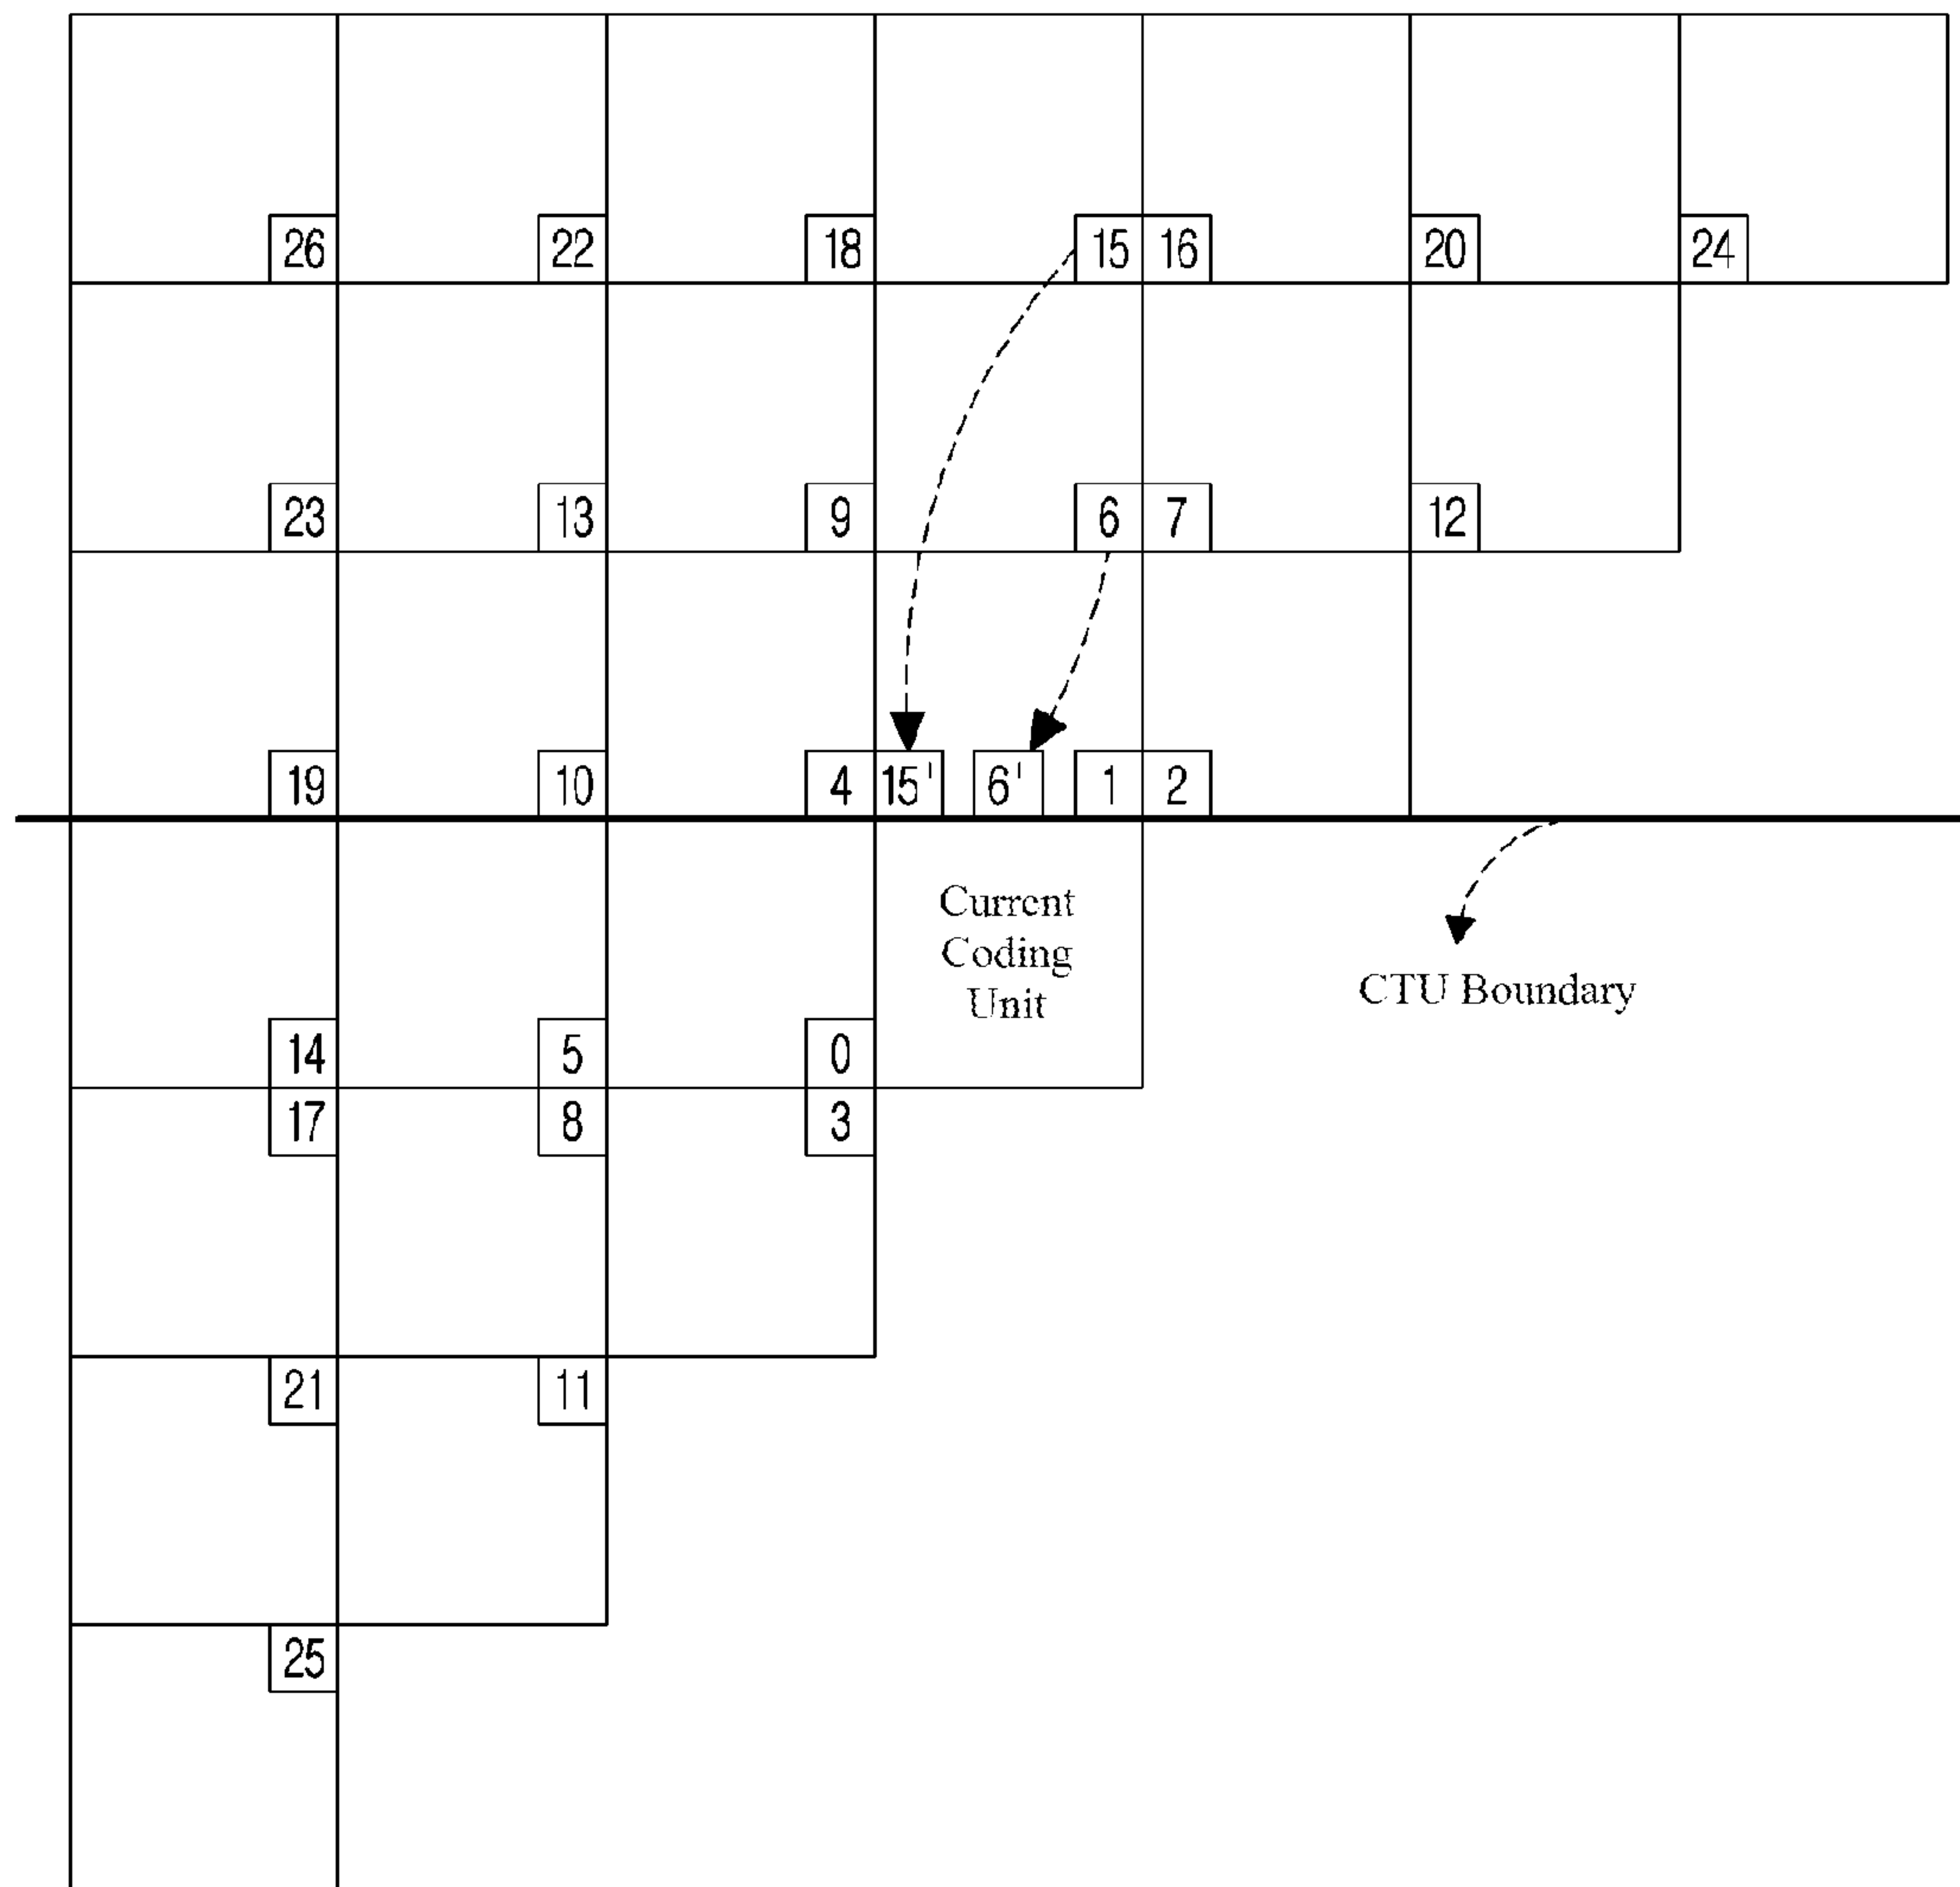 26 22 18 15 16 20 24
23 13 9 6 7 12
19 10 4 15' 6' 1 2
Current
Coding
Unit
CTU Boundary
14 5 0
17 8 3
21 11
25